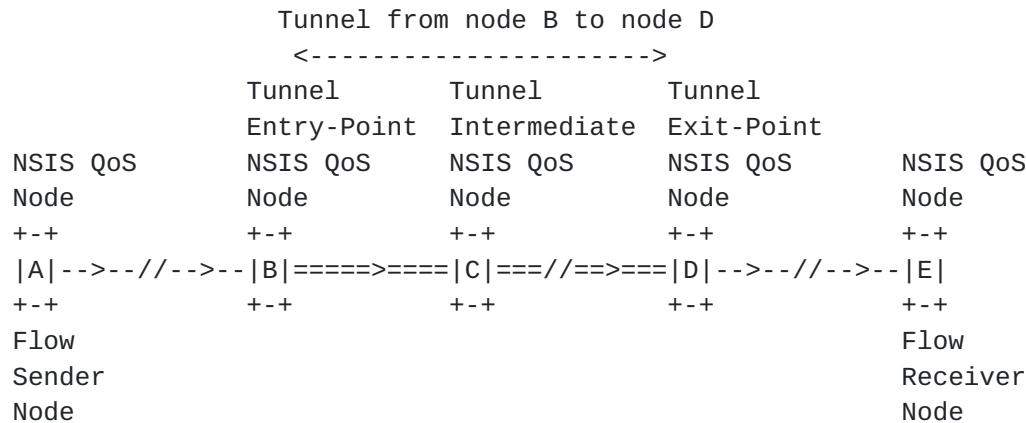 Tunnel from node B to node D
                  <---------------------->
               Tunnel       Tunnel        Tunnel
               Entry-Point  Intermediate  Exit-Point
NSIS QoS       NSIS QoS     NSIS QoS      NSIS QoS       NSIS QoS
Node           Node         Node          Node           Node
+-+            +-+          +-+           +-+            +-+
|A|-->--//-->--|B|=====>====|C|===//==>===|D|-->--//-->--|E|
+-+            +-+          +-+           +-+            +-+
Flow                                                     Flow
Sender                                                   Receiver
Node                                                     Node